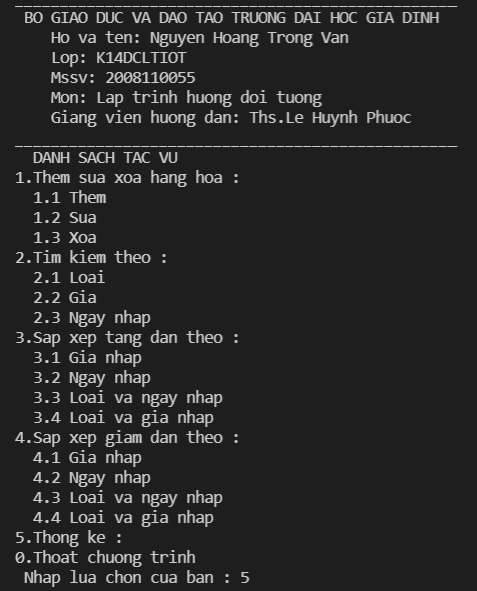 BO GIAO DUC VA DAO TAO TRUONG DAI HOC GIA DINH
Ho va ten: Nguyen Hoang Trong Van
Lop: K14DCLTIOT
Mssv: 2008110055
Mon: Lap trinh huong doi tuong
Giang vien huong dan: Ths.Le Huynh Phuoc
DANH SACH TAC VU
1.Them sua xoa hang hoa :
1.1 Them
1.2 Sua
1.3 Xoa
2.Tim kiem theo :
2.1 Loai
2.2 Gia
2.3 Ngay nhap
3.Sap xep tang dan theo :
3.1 Gia nhap
3.2 Ngay nhap
3.3 Loai va ngay nhap
3.4 Loai va gia nhap
4.Sap xep giam dan theo :
4.1 Gia nhap
4.2 Ngay nhap
4.3 Loai va ngay nhap
4.4 Loai va gia nhap
5.Thong ke :
0.Thoat chuong trinh
Nhap lua chon cua ban : 5